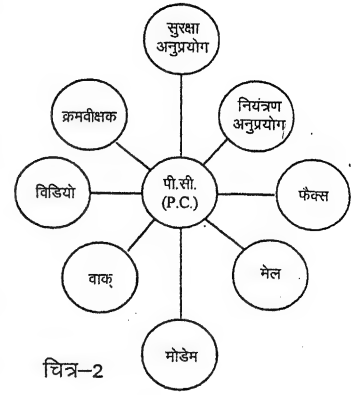 सुरक्षा
अनुप्रयोग
क्रमवीक्षक
नियंत्रण
अनुप्रयोग
विडियो
पी.सी.
(P.C.)
फैक्स
वाक्
मेल
मोडेम
चित्र–2